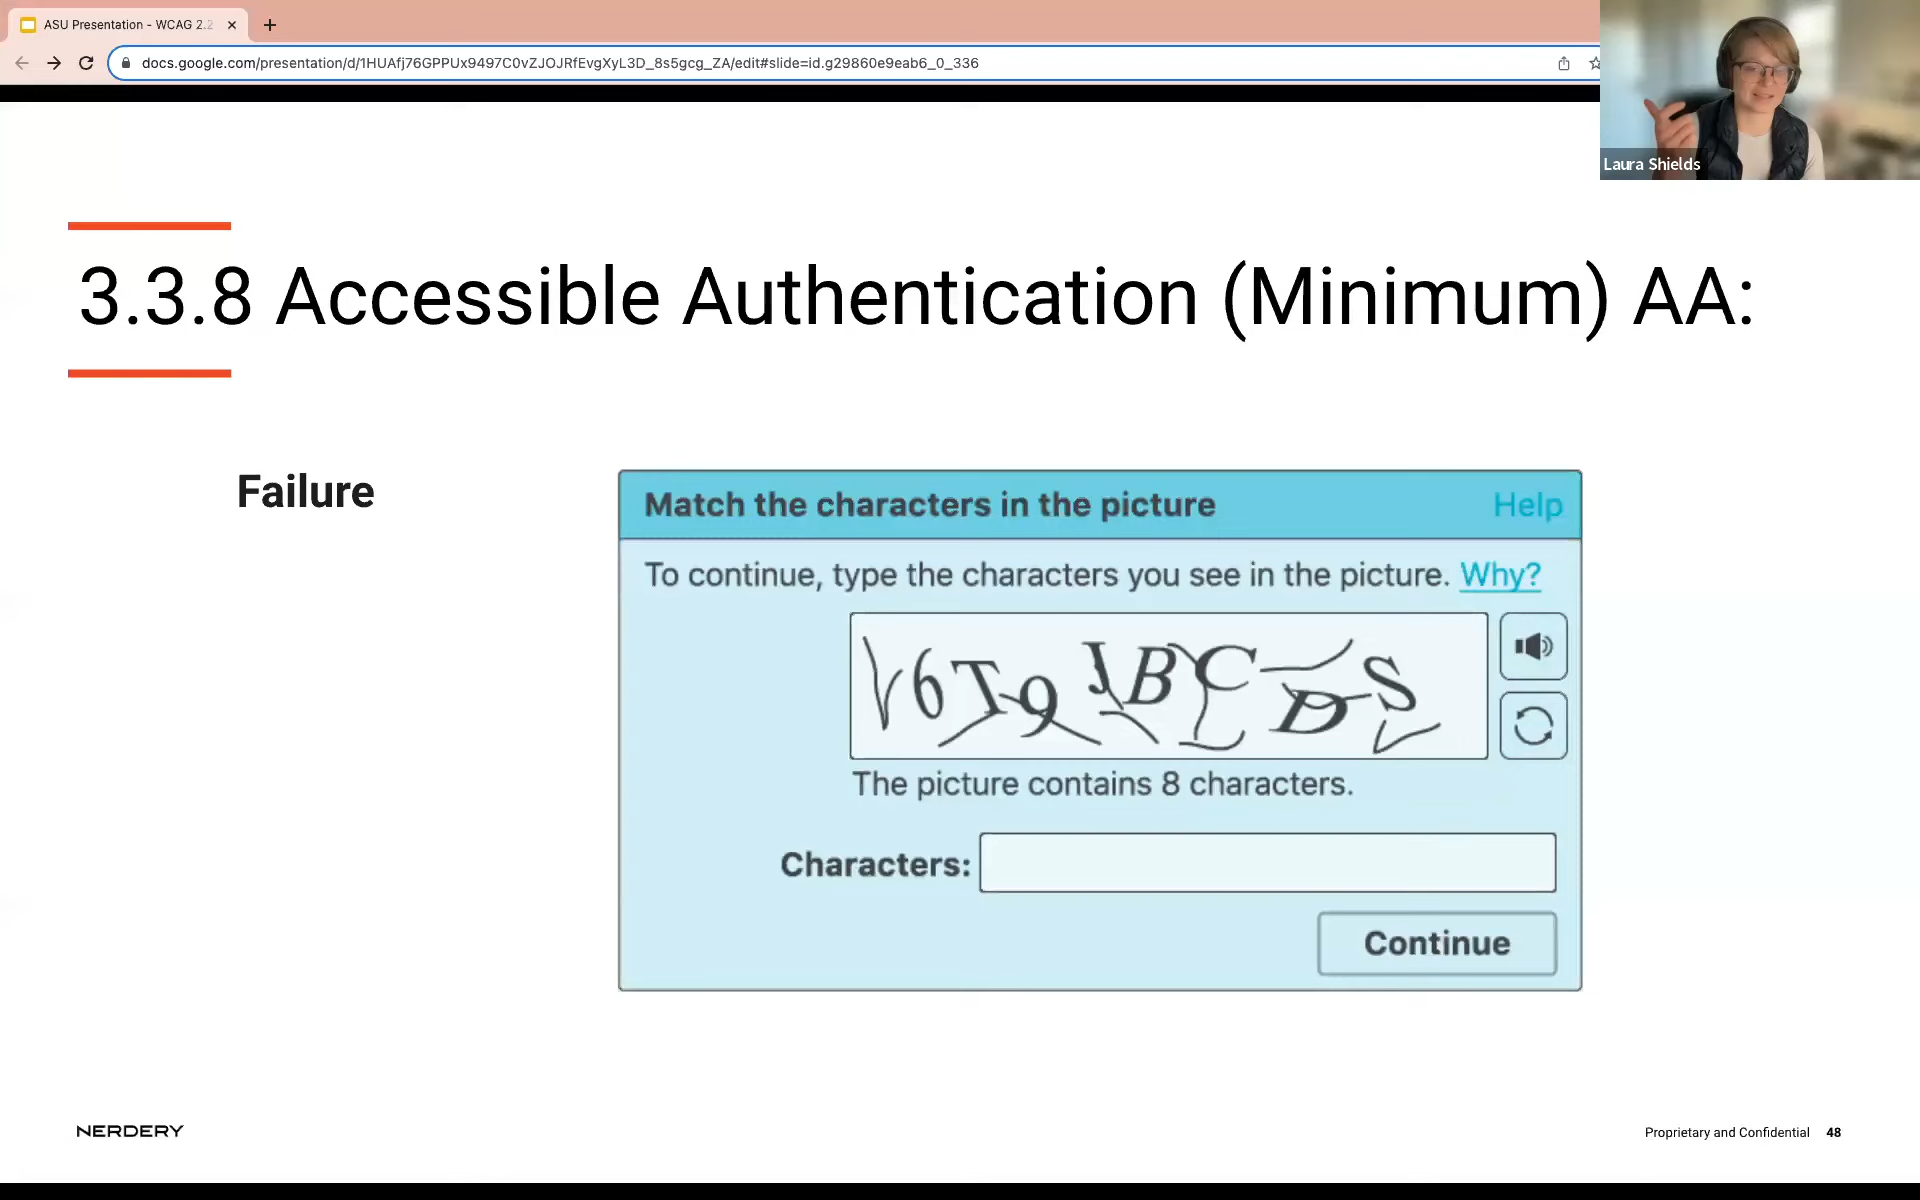 ASU Presentation - WCAG 2.2
docs.google.com/presentation/d/1HUAfj76GPPUx9497C0vZJOJRfEvgXyL3D_8s5gcg_ZA/edit#slide=id.g29860e9eab6_0_336
Laura Shields
3.3.8 Accessible Authentication (Minimum) AA:
Failure
Match the characters in the picture
Help
To continue, type the characters you see in the picture. Why?
The picture contains 8 characters.
Characters:
Continue
NERDERY
Proprietary and Confidential 48